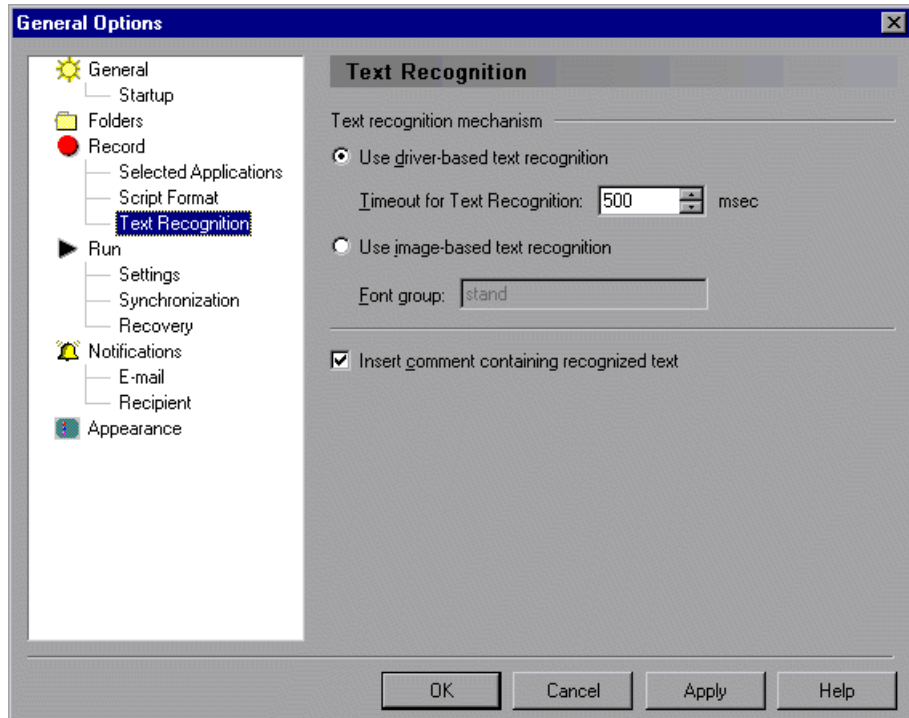 General Options
General
Startup
Folders
Record
Selected Applications
Script Format
Text Recognition
Run
Settings
Synchronization
Recovery
Notifications
E-mail
Recipient
Appearance
Text Recognition
Text recognition mechanism
Use driver-based text recognition
Timeout for Text Recognition: 500 msec
Use image-based text recognition
Font group: stand
Insert comment containing recognized text
OK Cancel Apply Help